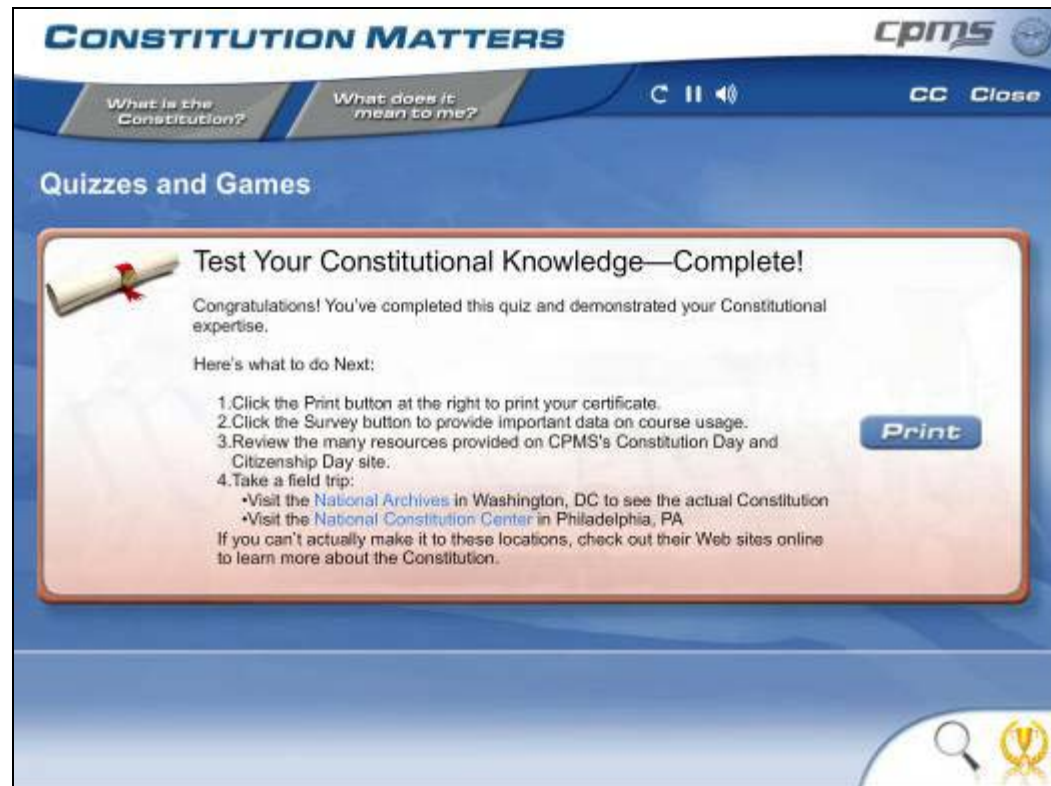 CONSTITUTION MATTERS
cpms
What is the
Constitution?
What does it
mean to me?
CC Close
Quizzes and Games
Test Your Constitutional Knowledge—Complete!
Congratulations! You've completed this quiz and demonstrated your Constitutional
expertise.
Here's what to do Next:
1.Click the Print button at the right to print your certificate.
2.Click the Survey button to provide important data on course usage.
3.Review the many resources provided on CPMS's Constitution Day and
Citizenship Day site.
4.Take a field trip:
•Visit the National Archives in Washington, DC to see the actual Constitution
•Visit the National Constitution Center in Philadelphia, PA
If you can't actually make it to these locations, check out their Web sites online
to learn more about the Constitution.
Print